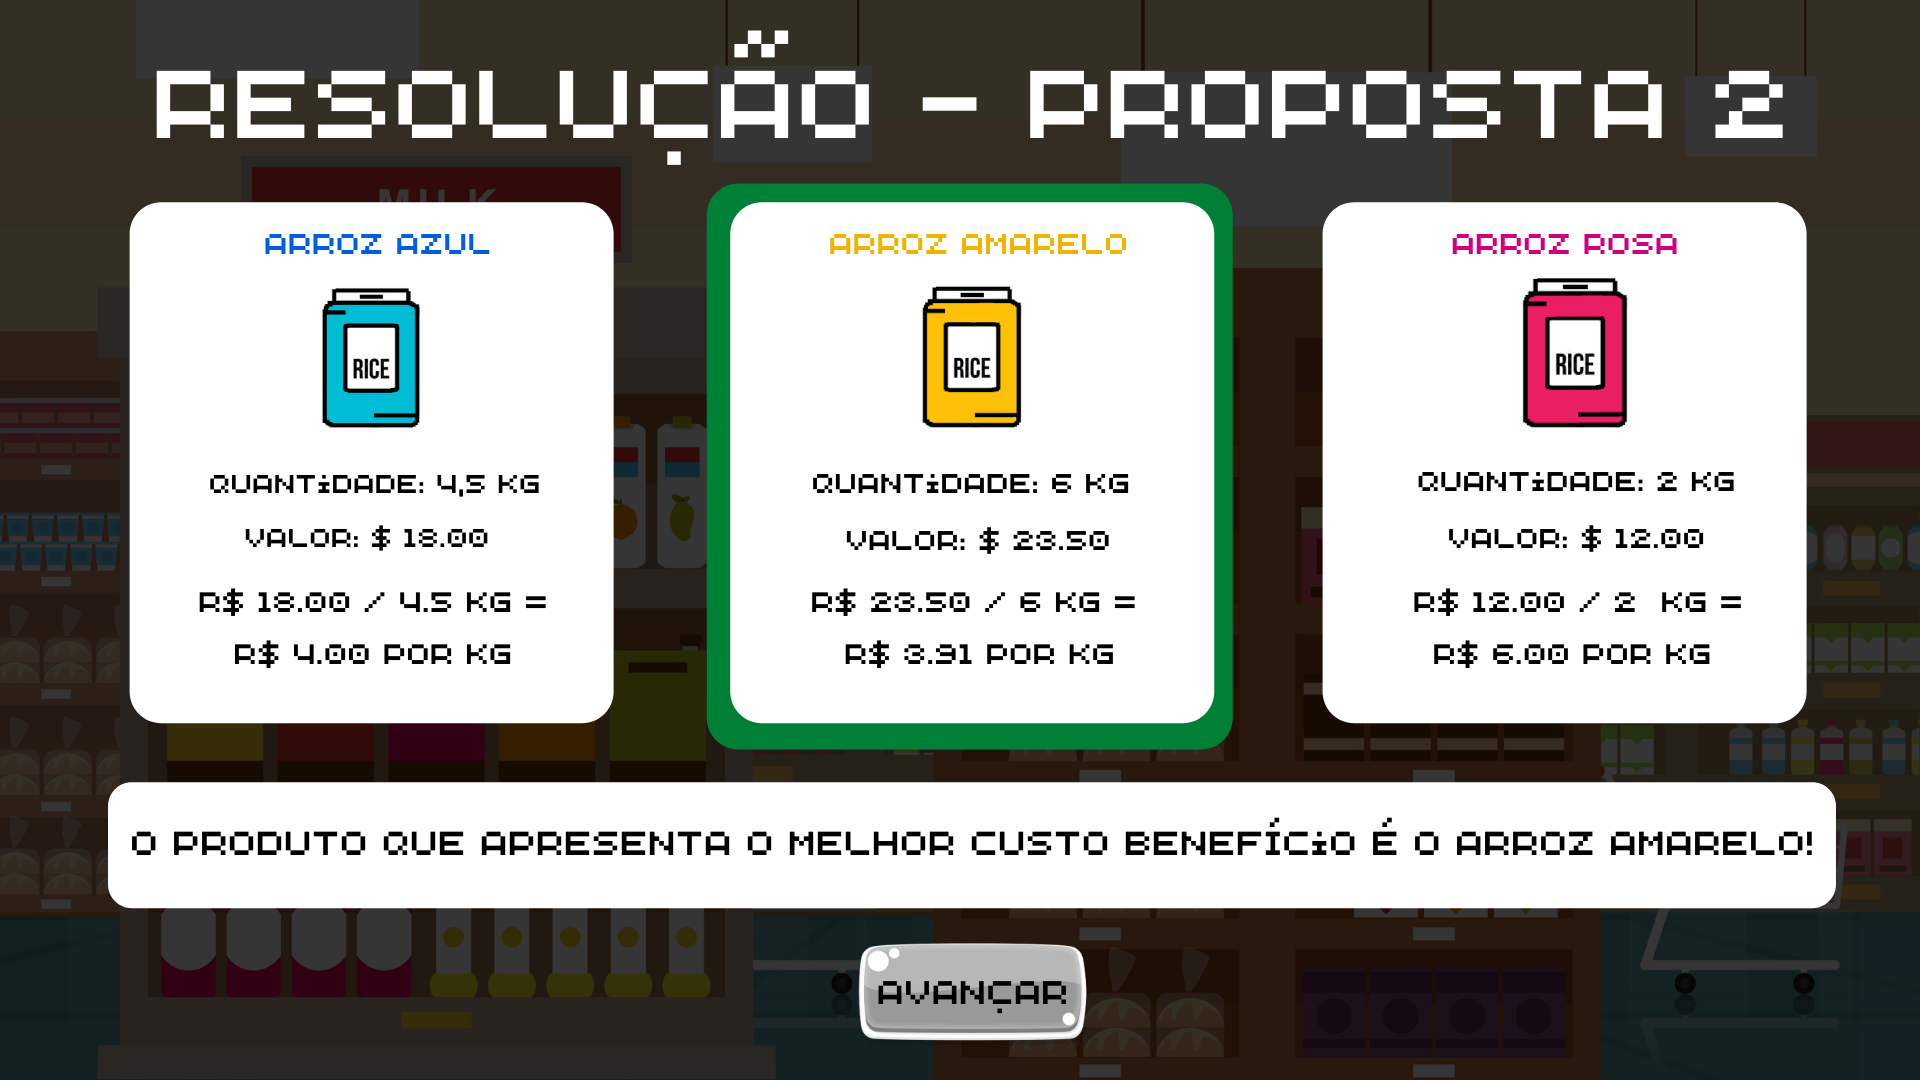 RESOLUÇÃO - PROPOSTA 2
MILK
ARROZ AZUL
RICE
QUANTiDADE: 4,5 KG
VALOR: $ 18.00
R$ 18.00 / 4.5 KG =
R$ 4.00 POR KG
ARROZ AMARELO
RICE
QUANTiDADE: 6 KG
VALOR: $ 23.50
R$ 23.50 / 6 KG =
R$ 3.91 POR KG
ARROZ ROSA
RICE
QUANTiDADE: 2 KG
VALOR: $ 12.00
R$ 12.00 / 2 KG =
R$ 6.00 POR KG
O PRODUTO QUE APRESENTA O MELHOR CUSTO BENEFÍCiO É O ARROZ AMARELO!
AVANÇAR